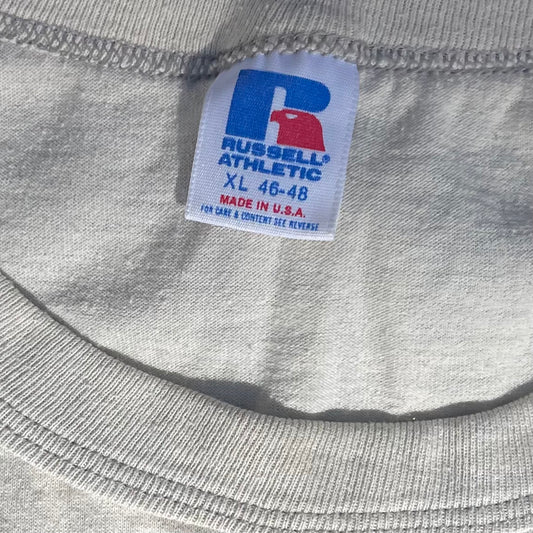 RUSSELL®
ATHLETIC
XL 46-48
MADE IN U.S.A.
FOR CARE & CONTENT SEE REVERSE